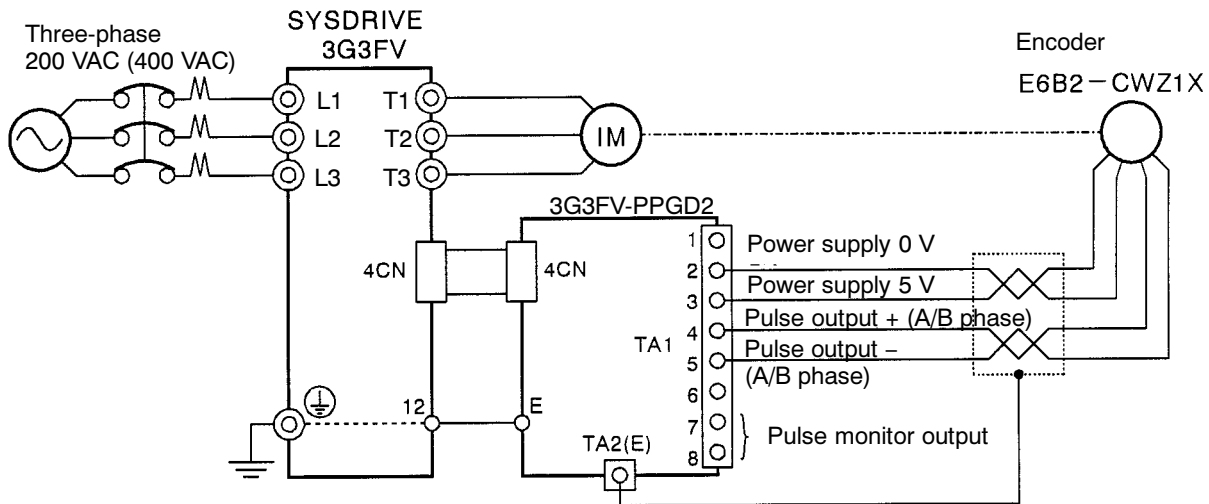 Three-phase
200 VAC (400 VAC)
SYSDRIVE
3G3FV
Encoder
E6B2-CWZ1X
L1
T1
L2
T2
IM
L3
T3
3G3FV-PPGD2
4CN
4CN
TA1
1
Power supply 0 V
2
Power supply 5 V
3
Pulse output + (A/B phase)
4
Pulse output –
5
(A/B phase)
6
7
Pulse monitor output
8
12
E
TA2(E)